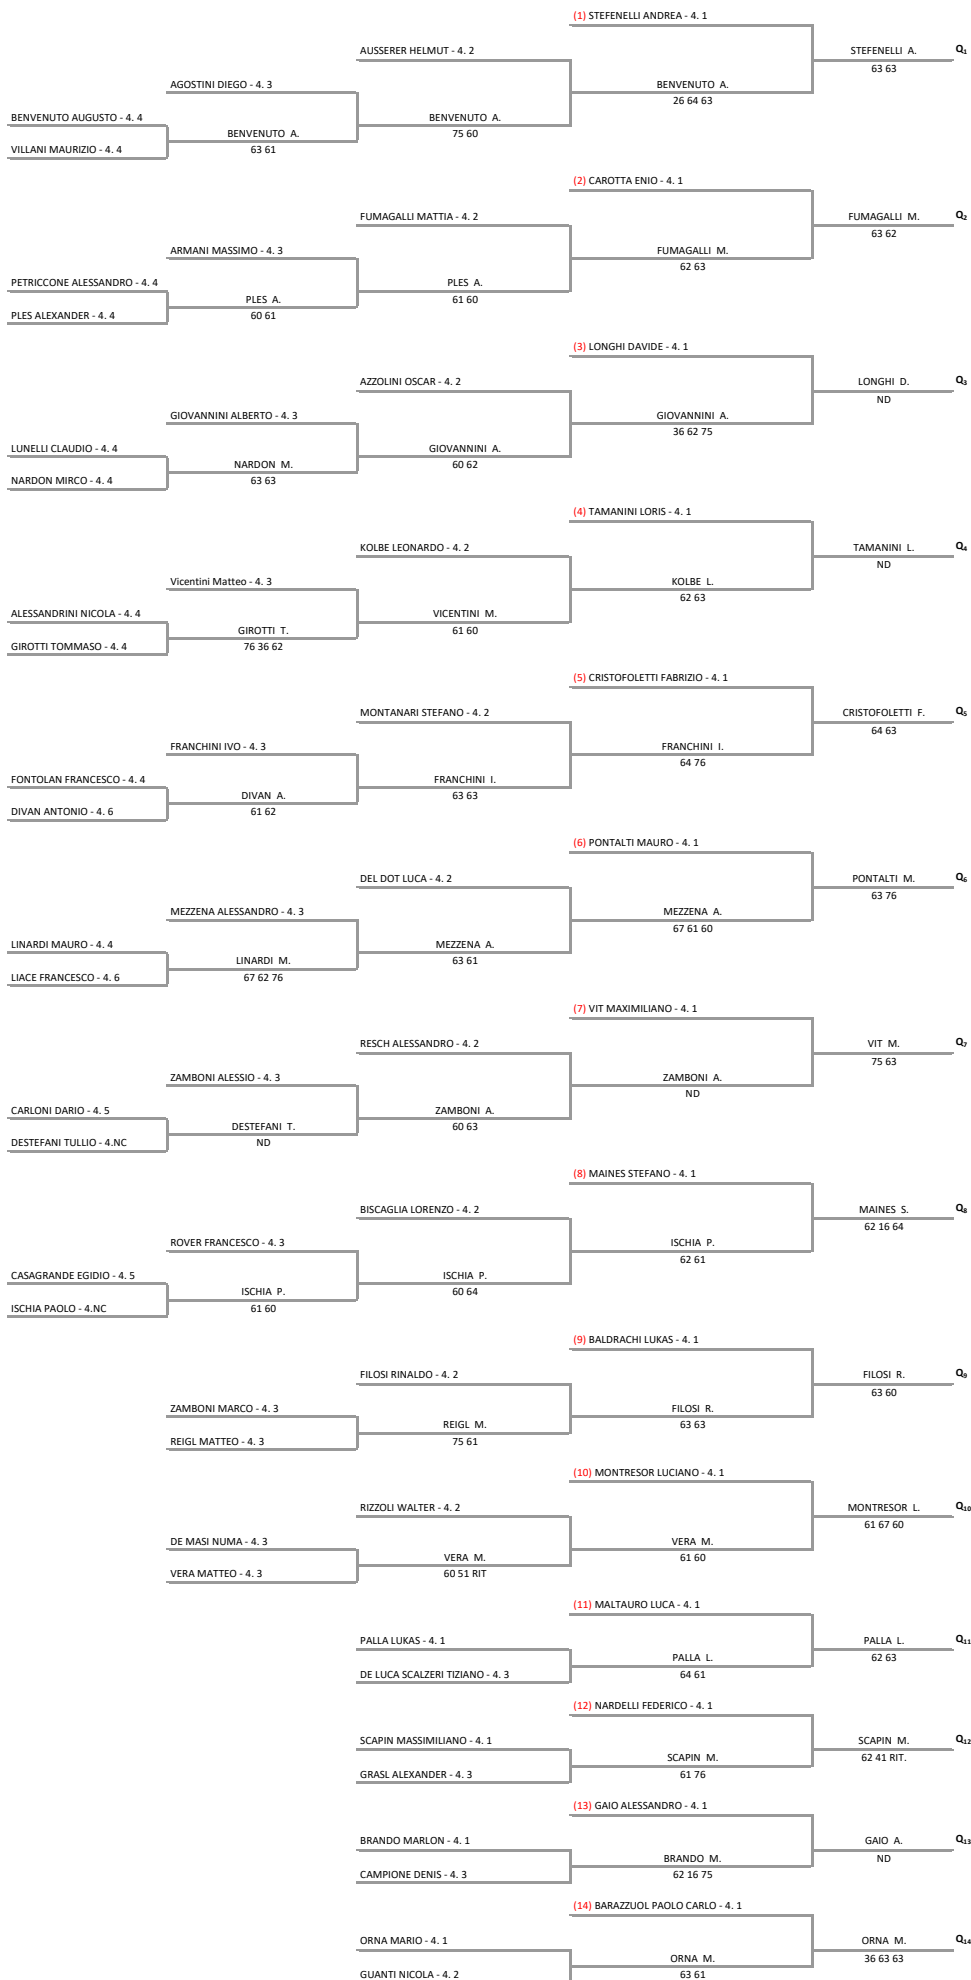 (1) STEFENELLI ANDREA - 4. 1
AUSSERER HELMUT - 4. 2
STEFENELLI A.
Q1
63 63
AGOSTINI DIEGO - 4. 3
BENVENUTO A.
26 64 63
BENVENUTO AUGUSTO - 4. 4
BENVENUTO A.
75 60
BENVENUTO A.
63 61
VILLANI MAURIZIO - 4. 4
(2) CAROTTA ENIO - 4. 1
FUMAGALLI MATTIA - 4. 2
FUMAGALLI M.
Q2
63 62
ARMANI MASSIMO - 4. 3
FUMAGALLI M.
62 63
PETRICCONE ALESSANDRO - 4. 4
PLES A.
61 60
PLES A.
60 61
PLES ALEXANDER - 4. 4
(3) LONGHI DAVIDE - 4. 1
AZZOLINI OSCAR - 4. 2
LONGHI D.
Q3
ND
GIOVANNINI ALBERTO - 4. 3
GIOVANNINI A.
36 62 75
LUNELLI CLAUDIO - 4. 4
GIOVANNINI A.
60 62
NARDON M.
63 63
NARDON MIRCO - 4. 4
(4) TAMANINI LORIS - 4. 1
KOLBE LEONARDO - 4. 2
TAMANINI L.
Q4
ND
Vicentini Matteo - 4. 3
KOLBE L.
62 63
ALESSANDRINI NICOLA - 4. 4
VICENTINI M.
61 60
GIROTTI T.
76 36 62
GIROTTI TOMMASO - 4. 4
(5) CRISTOFOLETTI FABRIZIO - 4. 1
MONTANARI STEFANO - 4. 2
CRISTOFOLETTI F.
Q5
64 63
FRANCHINI IVO - 4. 3
FRANCHINI I.
64 76
FONTOLAN FRANCESCO - 4. 4
FRANCHINI I.
63 63
DIVAN A.
61 62
DIVAN ANTONIO - 4. 6
(6) PONTALTI MAURO - 4. 1
DEL DOT LUCA - 4. 2
PONTALTI M.
Q6
63 76
MEZZENA ALESSANDRO - 4. 3
MEZZENA A.
67 61 60
LINARDI MAURO - 4. 4
MEZZENA A.
63 61
LINARDI M.
67 62 76
LIACE FRANCESCO - 4. 6
(7) VIT MAXIMILIANO - 4. 1
RESCH ALESSANDRO - 4. 2
VIT M.
Q7
75 63
ZAMBONI ALESSIO - 4. 3
ZAMBONI A.
ND
CARLONI DARIO - 4. 5
ZAMBONI A.
60 63
DESTEFANI T.
ND
DESTEFANI TULLIO - 4.NC
(8) MAINES STEFANO - 4. 1
BISCAGLIA LORENZO - 4. 2
MAINES S.
Q8
62 16 64
ROVER FRANCESCO - 4. 3
ISCHIA P.
62 61
CASAGRANDE EGIDIO - 4. 5
ISCHIA P.
60 64
ISCHIA P.
61 60
ISCHIA PAOLO - 4.NC
(9) BALDRACHI LUKAS - 4. 1
FILOSI RINALDO - 4. 2
FILOSI R.
Q9
63 60
ZAMBONI MARCO - 4. 3
FILOSI R.
63 63
REIGL M.
75 61
REIGL MATTEO - 4. 3
(10) MONTRESOR LUCIANO - 4. 1
RIZZOLI WALTER - 4. 2
MONTRESOR L.
Q10
61 67 60
DE MASI NUMA - 4. 3
VERA M.
61 60
VERA M.
60 51 RIT
VERA MATTEO - 4. 3
(11) MALTAURO LUCA - 4. 1
PALLA LUKAS - 4. 1
PALLA L.
Q11
62 63
PALLA L.
64 61
DE LUCA SCALZERI TIZIANO - 4. 3
(12) NARDELLI FEDERICO - 4. 1
SCAPIN MASSIMILIANO - 4. 1
SCAPIN M.
Q12
62 41 RIT.
SCAPIN M.
61 76
GRASL ALEXANDER - 4. 3
(13) GAIO ALESSANDRO - 4. 1
BRANDO MARLON - 4. 1
GAIO A.
Q13
ND
BRANDO M.
62 16 75
CAMPIONE DENIS - 4. 3
(14) BARAZZUOL PAOLO CARLO - 4. 1
ORNA MARIO - 4. 1
ORNA M.
Q14
36 63 63
ORNA M.
63 61
GUANTI NICOLA - 4. 2